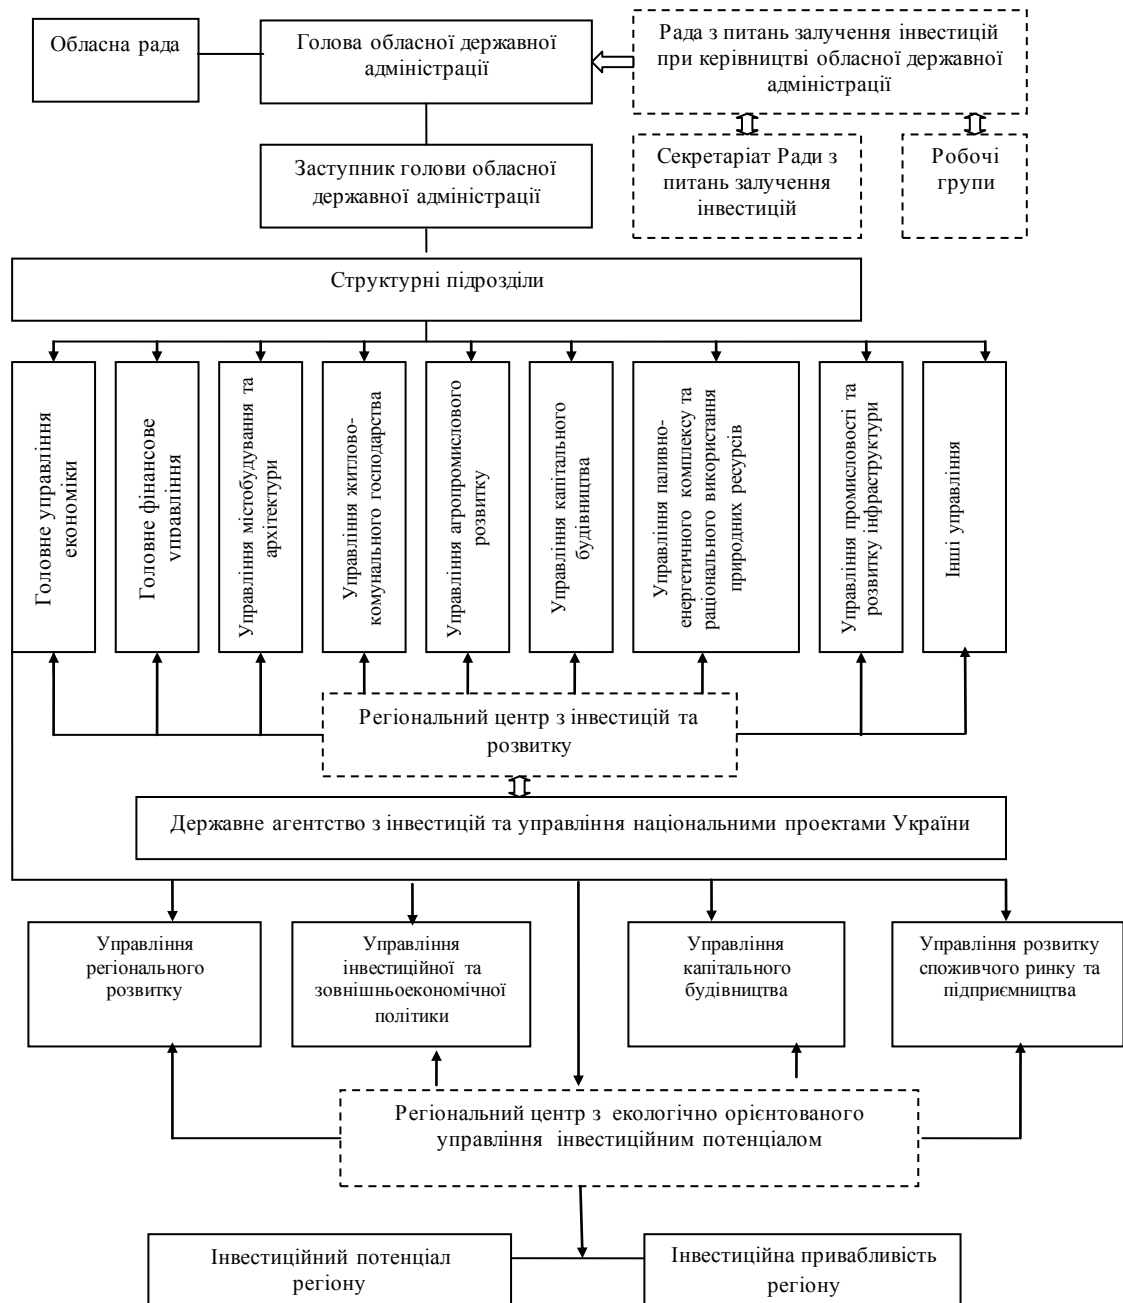 Обласна рада
Голова обласної державної
адміністрації
Рада з питань залучення інвестицій
при керівництві обласної державної
адміністрації
Заступник голови обласної
державної адміністрації
Секретаріат Ради з
питань залучення
інвестицій
Робочі
групи
Структурні підрозділи
Головне управління
економіки
Головне фінансове
управління
Управління містобудування та
архітектури
Управління житлово-
комунального господарства
Управління агропромислового
розвитку
Управління капітального
будівництва
Управління паливно-
енергетичного комплексу та
раціонального використання
природних ресурсів
Управління промисловості та
розвитку інфраструктури
Інші управління
Регіональний центр з інвестицій та
розвитку
Державне агентство з інвестицій та управління національними проектами України
Управління
регіонального
розвитку
Управління
інвестиційної та
зовнішньоекономічної
політики
Управління
капітального
будівництва
Управління розвитку
споживчого ринку та
підприємництва
Регіональний центр з екологічно орієнтованого
управління інвестиційним потенціалом
Інвестиційний потенціал
регіону
Інвестиційна привабливість
регіону